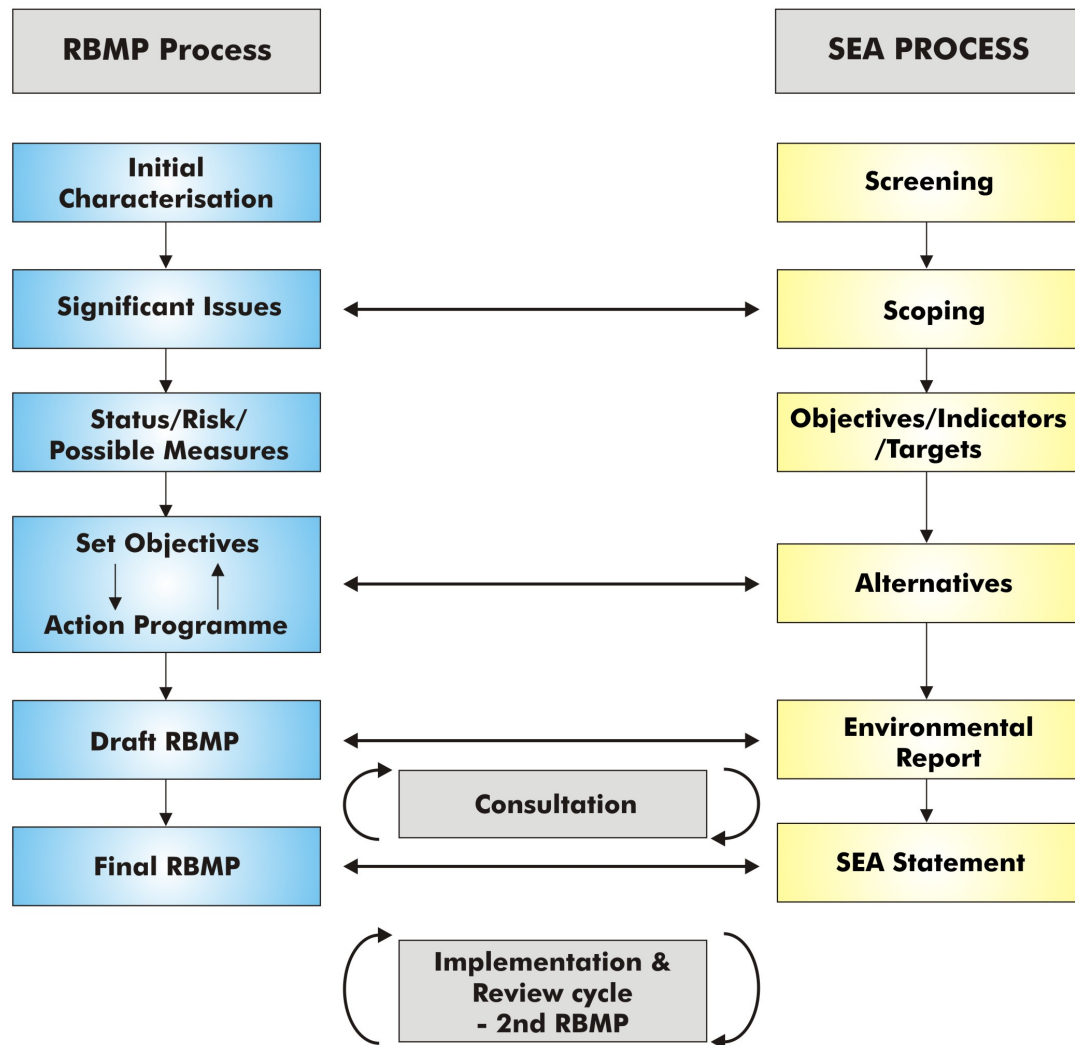 RBMP Process
SEA PROCESS
Initial
Characterisation
Screening
Significant Issues
Scoping
Status/Risk/
Possible Measures
Objectives/Indicators
/Targets
Set Objectives
Action Programme
Alternatives
Draft RBMP
Environmental
Report
Consultation
Final RBMP
SEA Statement
Implementation &
Review cycle
- 2nd RBMP